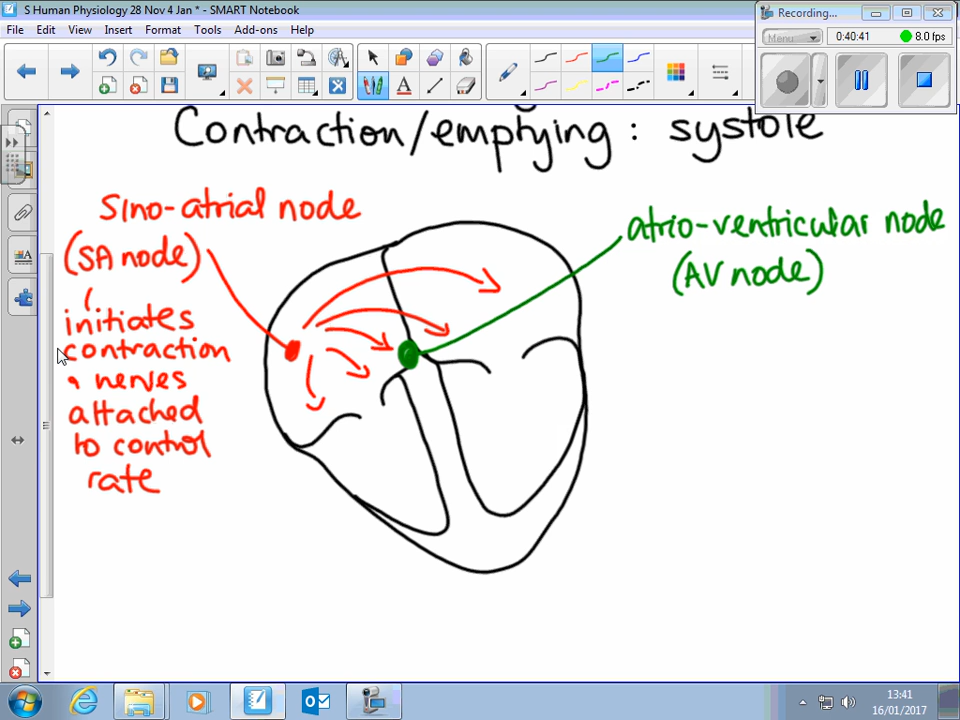 S Human Physiology 28 Nov 4 Jan * - SMART Notebook
File Edit View Insert Format Tools Add-ons Help
Recording...
Menu
0:40:41
8.0 fps
Contraction/emptying : systole
Sino-atrial node
(SA node)
initiates
contraction
• nerves
attached
to control
rate
atrio-ventricular node
(AV node)
13:41
16/01/2017